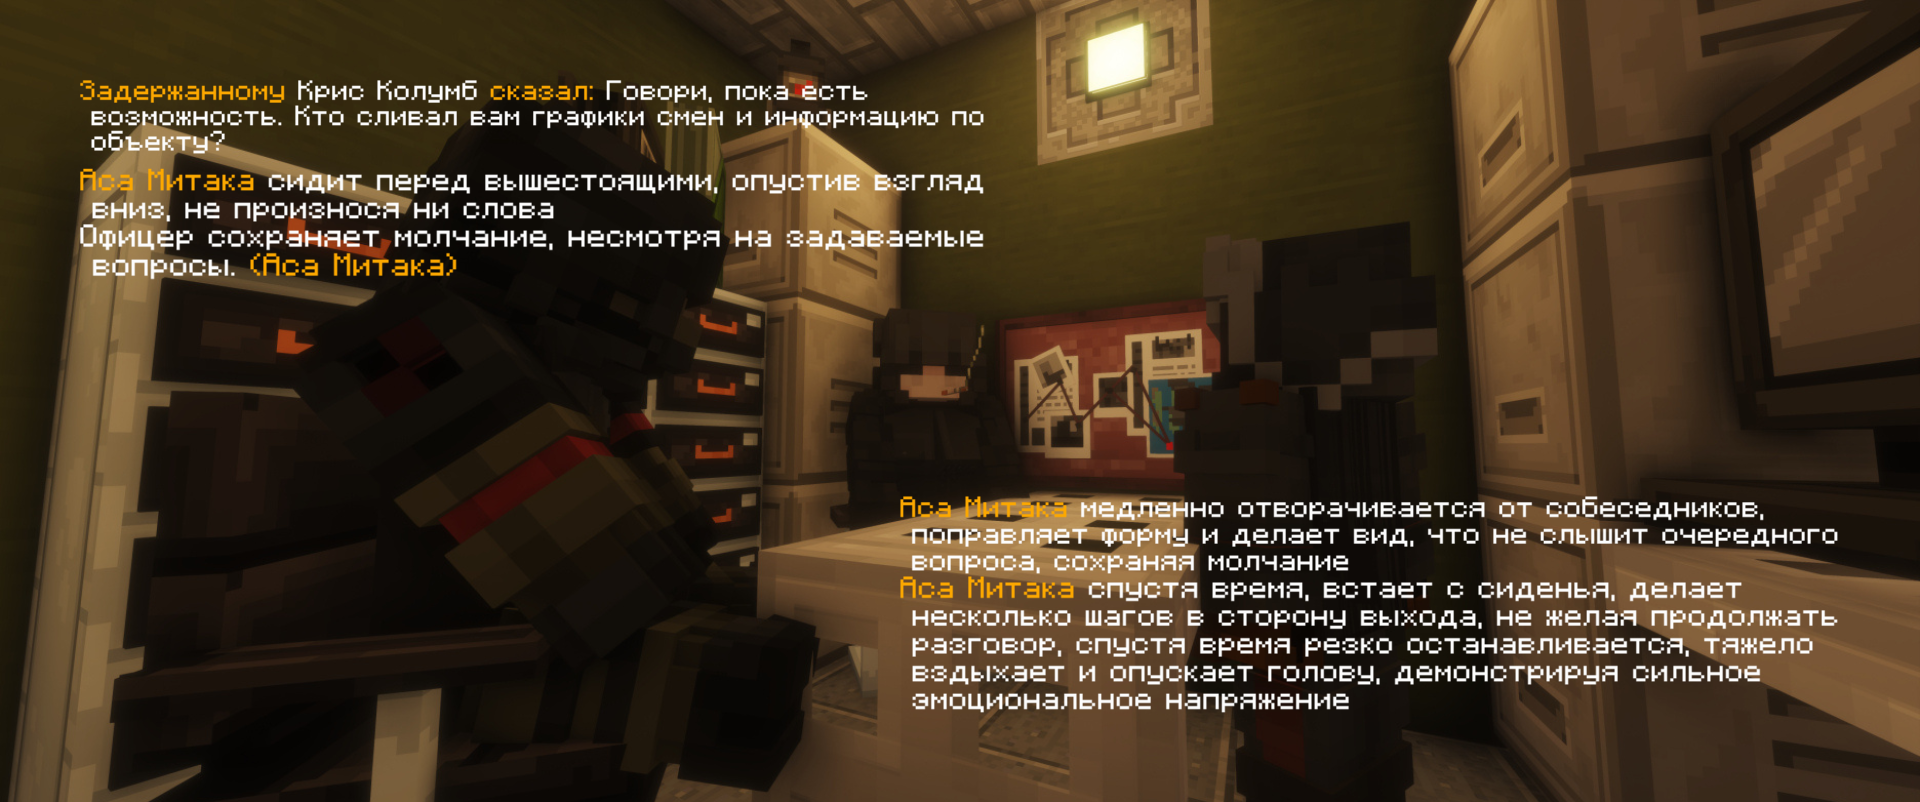 Задержанному Крис Колумб сказал: Говори, пока есть
возможность. Кто сливал вам графики смен и информацию по
объекту?
Аса Митака сидит перед вышестоящими, опустив взгляд
вниз, не произнося ни слова
Офицер сохраняет молчание, несмотря на задаваемые
вопросы. (Аса Митака)
Аса Митака медленно отворачивается от собеседников,
поправляет форму и делает вид, что не слышит очередного
вопроса, сохраняя молчание
Аса Митака спустя время, встает с сиденья, делает
несколько шагов в сторону выхода, не желая продолжать
разговор, спустя время резко останавливается, тяжело
вздыхает и опускает голову, демонстрируя сильное
эмоциональное напряжение